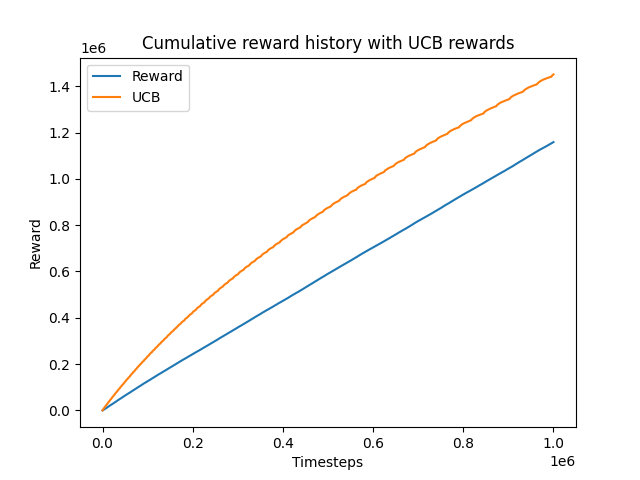 Cumulative reward history with UCB rewards
1e6
Reward
UCB
1.4
1.2
1.0
0.8
0.6
0.4
0.2
0.0
Reward
0.0 0.2 0.4 0.6 0.8 1.0
Timesteps
1e6